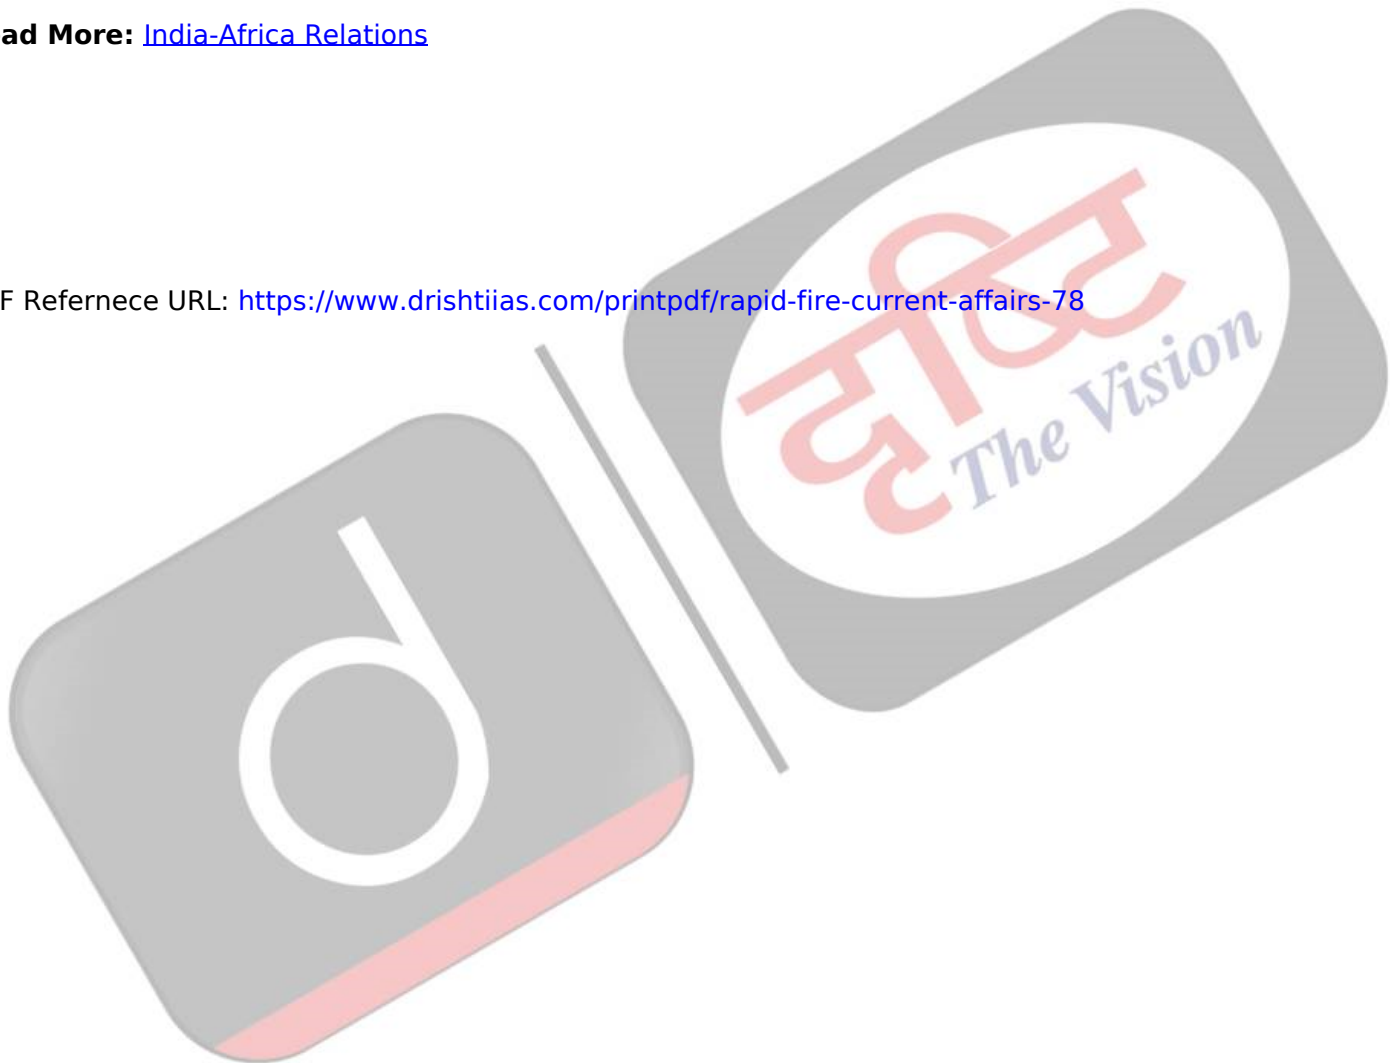 ad More: India-Africa Relations
F Refernece URL: https://www.drishtiias.com/printpdf/rapid-fire-current-affairs-78
दृष्टि
The Vision
d